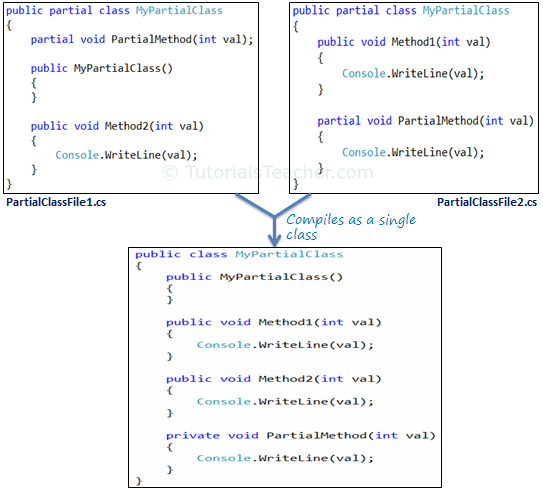 public partial class MyPartialClass
{
    partial void PartialMethod(int val);

    public MyPartialClass()
    {
    }

    public void Method2(int val)
    {
        Console.WriteLine(val);
    }
}
PartialClassFile1.cs
public partial class MyPartialClass
{
    public void Method1(int val)
    {
        Console.WriteLine(val);
    }

    partial void PartialMethod(int val)
    {
        Console.WriteLine(val);
    }
}
PartialClassFile2.cs
© TutorialsTeacher.com
Compiles as a single
class
public class MyPartialClass
{
    public MyPartialClass()
    {
    }

    public void Method1(int val)
    {
        Console.WriteLine(val);
    }

    public void Method2(int val)
    {
        Console.WriteLine(val);
    }

    private void PartialMethod(int val)
    {
        Console.WriteLine(val);
    }
}